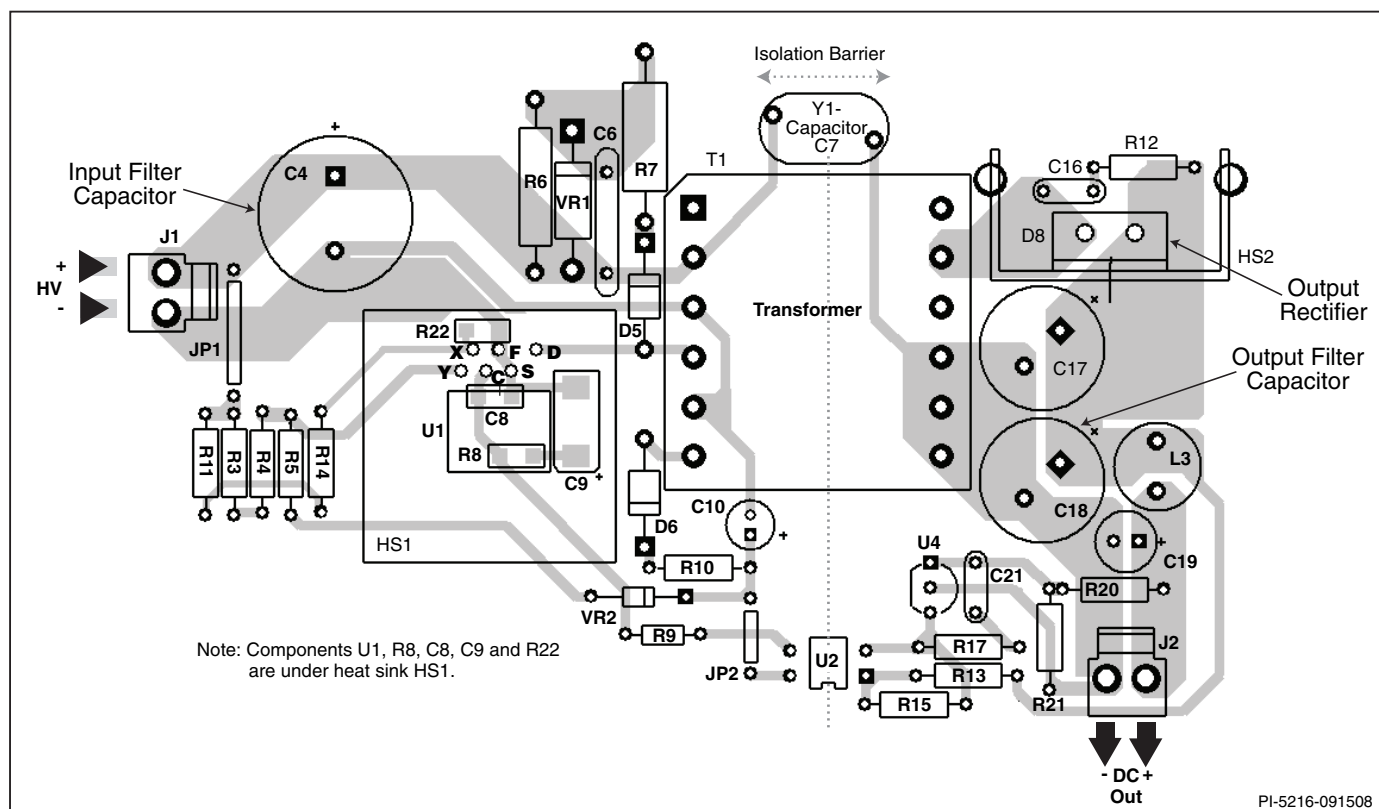 Isolation Barrier
Y1-
Capacitor
C7
+
C4
Input Filter
Capacitor
C6
R6
VR1
R7
T1
R12
C16
D8
HS2
Output
Rectifier
J1
+
HV
-
JP1
Transformer
D5
R22
X
F
D
Y
C
S
C8
U1
R8
C9
+
C17
Output Filter
Capacitor
R11
R3
R4
R5
R14
HS1
D6
C10
+
L3
C18
U4
C21
C19
+
R10
R20
VR2
R9
JP2
U2
R17
R13
R15
R21
J2
Note: Components U1, R8, C8, C9 and R22
are under heat sink HS1.
- DC +
Out
PI-5216-091508